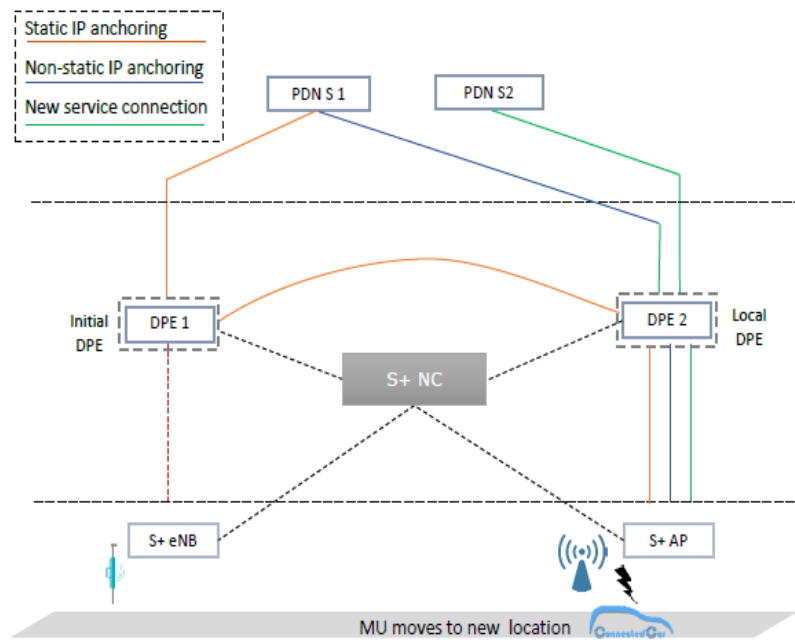 Static IP anchoring
Non-static IP anchoring
New service connection
PDN S 1
PDN S2
Initial
DPE
DPE 1
DPE 2
Local
DPE
S+ NC
S+ eNB
S+ AP
MU moves to new location
ConnectedCar